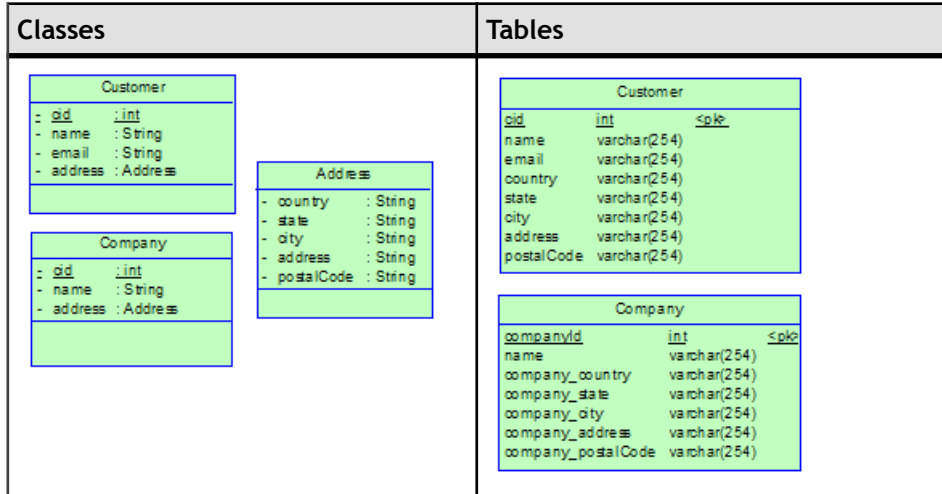 Classes
Tables
Customer
- cid : int
- name : String
- email : String
- address : Address
Address
- country : String
- state : String
- city : String
- address : String
- postalCode : String
Company
- cid : int
- name : String
- address : Address
Customer
cid int <pk>
name varchar(254)
email varchar(254)
country varchar(254)
state varchar(254)
city varchar(254)
address varchar(254)
postalCode varchar(254)
Company
companyId int <pk>
name varchar(254)
company_country varchar(254)
company_state varchar(254)
company_city varchar(254)
company_address varchar(254)
company_postalCode varchar(254)